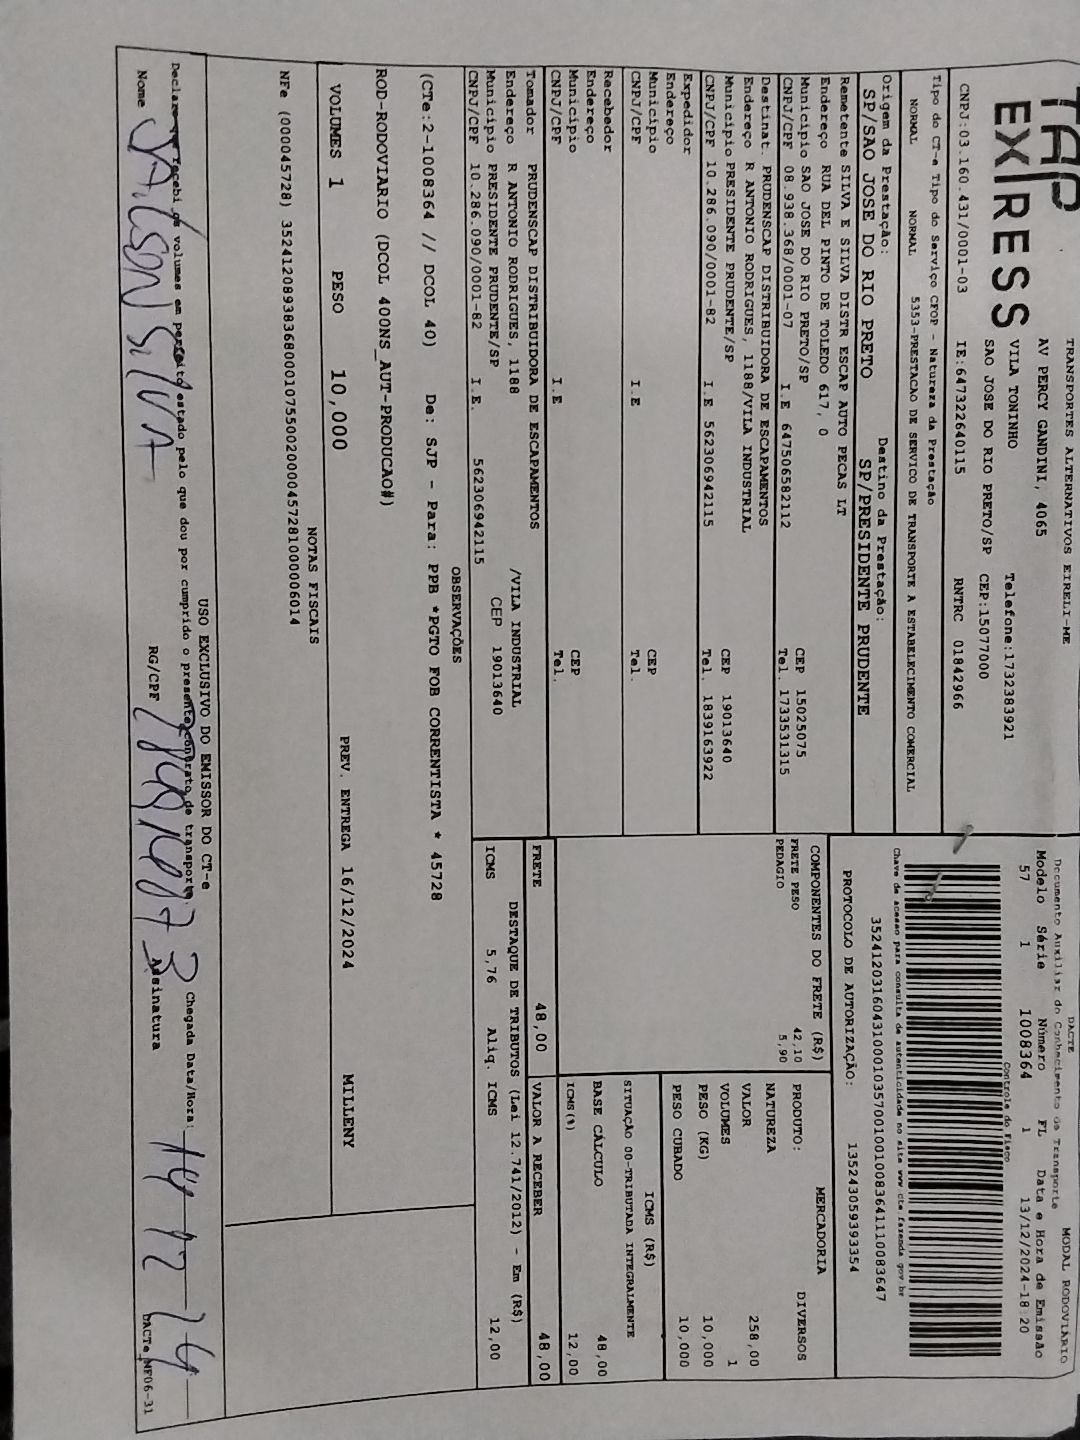 TRANSPORTES ALTERNATIVOS EIRELI-ME
TAP
EXPRESS
AV PERCY GANDINI, 4065
VILA TONINHO
Telefone:1732383921
SAO JOSE DO RIO PRETO/SP CEP:15077000
CNPJ:03.160.431/0001-03 IE:647322640115 RNTRC 01842966
DACTE MODAL RODOVIÁRIO
Documento Auxiliar do Conhecimento de Transporte
Modelo Série Número FL Data e Hora de Emissão
57 1 1008364 1 13/12/2024-18:20
Controle do Fisco
Chave de acesso para consulta de autenticidade no site www.cte.fazenda.gov.br
35241203160431000103570010010083641110083647
PROTOCOLO DE AUTORIZAÇÃO: 135243059393354
Tipo do CT-e Tipo do Serviço CFOP - Natureza da Prestação
NORMAL NORMAL 5353-PRESTACAO DE SERVICO DE TRANSPORTE A ESTABELECIMENTO COMERCIAL
Origem da Prestação: Destino da Prestação:
SP/SAO JOSE DO RIO PRETO SP/PRESIDENTE PRUDENTE
Remetente SILVA E SILVA DISTR ESCAP AUTO PECAS LT
Endereço RUA DEL PINTO DE TOLEDO 617, 0
Municipio SAO JOSE DO RIO PRETO/SP CEP 15025075
CNPJ/CPF 08.938.368/0001-07 I.E 647506582112 Tel. 1733531315
Destinat. PRUDENSCAP DISTRIBUIDORA DE ESCAPAMENTOS
Endereço R ANTONIO RODRIGUES, 1188/VILA INDUSTRIAL
Municipio PRESIDENTE PRUDENTE/SP CEP 19013640
CNPJ/CPF 10.286.090/0001-82 I.E 562306942115 Tel. 1839163922
Expedidor
Endereço
Municipio CEP
CNPJ/CPF I.E Tel.
Recebedor
Endereço
Municipio CEP
CNPJ/CPF I.E Tel.
Tomador PRUDENSCAP DISTRIBUIDORA DE ESCAPAMENTOS
Endereço R ANTONIO RODRIGUES, 1188 /VILA INDUSTRIAL
Municipio PRESIDENTE PRUDENTE/SP CEP 19013640
CNPJ/CPF 10.286.090/0001-82 I.E. 562306942115
COMPONENTES DO FRETE (R$)
FRETE PESO 42,10
PEDAGIO 5,90
FRETE 48,00
MERCADORIA
PRODUTO: DIVERSOS
NATUREZA
VALOR 258,00
VOLUMES 1
PESO (KG) 10,000
PESO CUBADO 10,000
ICMS (R$)
SITUAÇÃO 00-TRIBUTADA INTEGRALMENTE
BASE CÁLCULO 48,00
ICMS(%) 12,00
VALOR A RECEBER 48,00
DESTAQUE DE TRIBUTOS (Lei 12.741/2012) - Em (R$)
ICMS 5,76 Aliq. ICMS 12,00
OBSERVAÇÕES
(CTe:2-1008364 // DCOL 40) De: SJP - Para: PPB *PGTO FOB CORRENTISTA * 45728
ROD-RODOVIARIO (DCOL 400NS_AUT-PRODUCAO#)
VOLUMES 1 PESO 10,000 PREV. ENTREGA 16/12/2024 MILLENY
NOTAS FISCAIS
NFe (000045728) 35241208938368000107550020000457281000006014
USO EXCLUSIVO DO EMISSOR DO CT-e
Declaro que recebi os volumes em perfeito estado pelo que dou por cumprido o presente contrato de transporte. Chegada Data/Hora:
Nome JAILSON SILVA RG/CPF Assinatura
DACTe_MF06-31